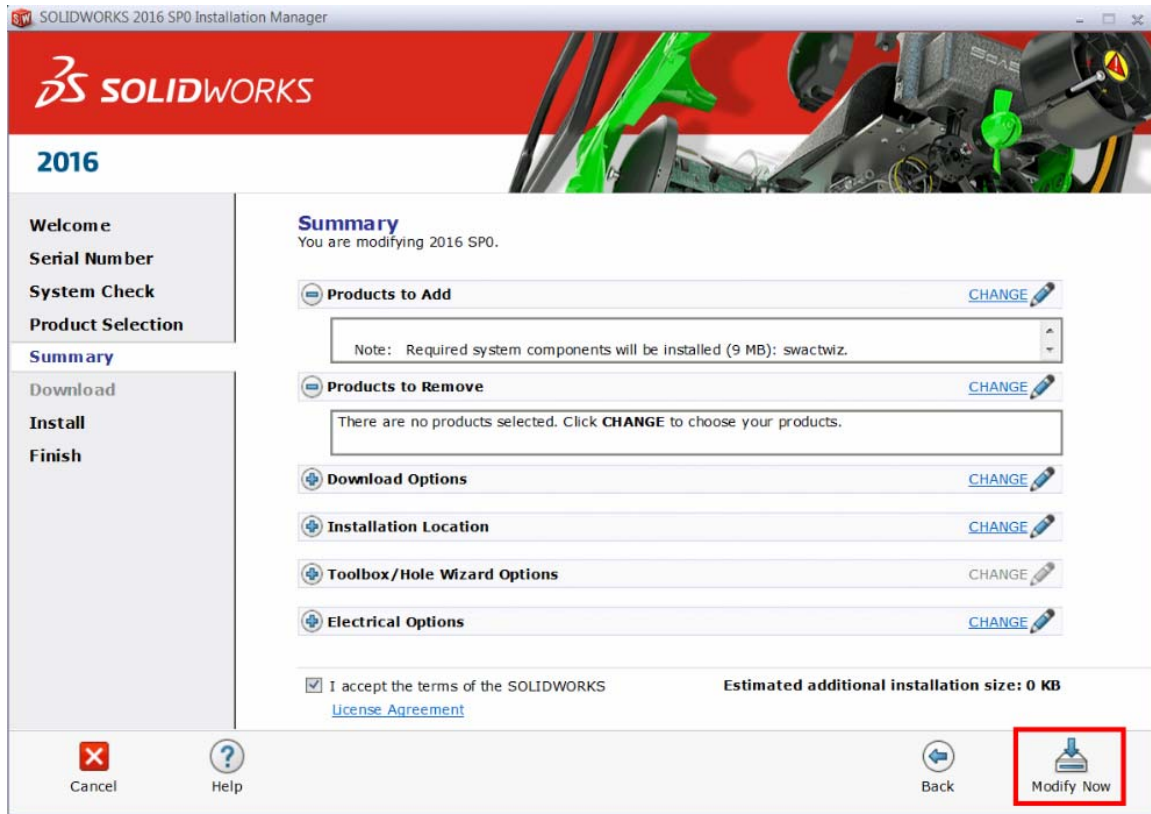 SOLIDWORKS 2016 SP0 Installation Manager
SOLIDWORKS
2016
Welcome
Serial Number
System Check
Product Selection
Summary
Download
Install
Finish
Summary
You are modifying 2016 SP0.
Products to Add CHANGE
Note: Required system components will be installed (9 MB): swactwiz.
Products to Remove CHANGE
There are no products selected. Click CHANGE to choose your products.
Download Options CHANGE
Installation Location CHANGE
Toolbox/Hole Wizard Options CHANGE
Electrical Options CHANGE
I accept the terms of the SOLIDWORKS Estimated additional installation size: 0 KB
License Agreement
Cancel Help Back Modify Now